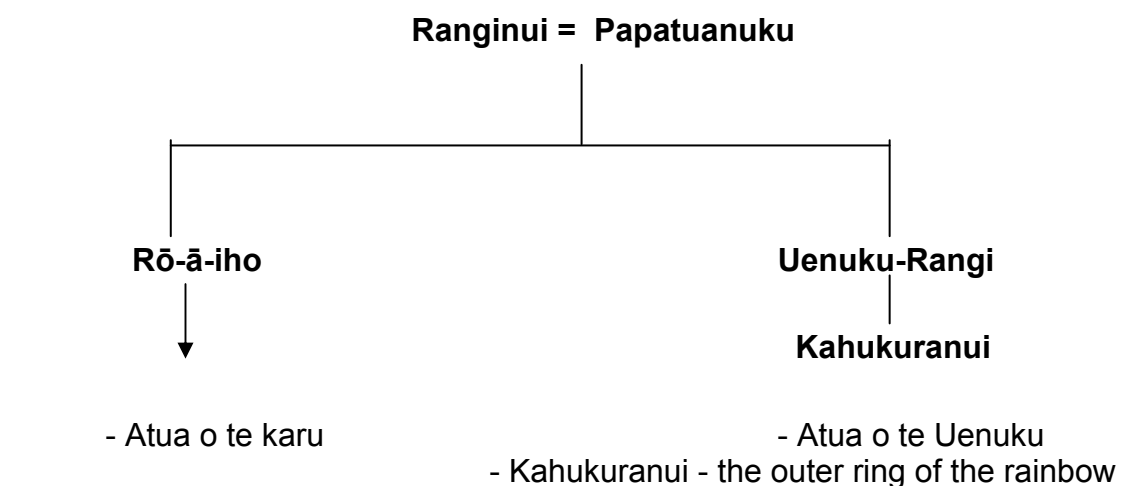 Ranginui = Papatuanuku
Rō-ā-iho
Uenuku-Rangi
Kahukuranui
- Atua o te karu
- Atua o te Uenuku
- Kahukuranui - the outer ring of the rainbow